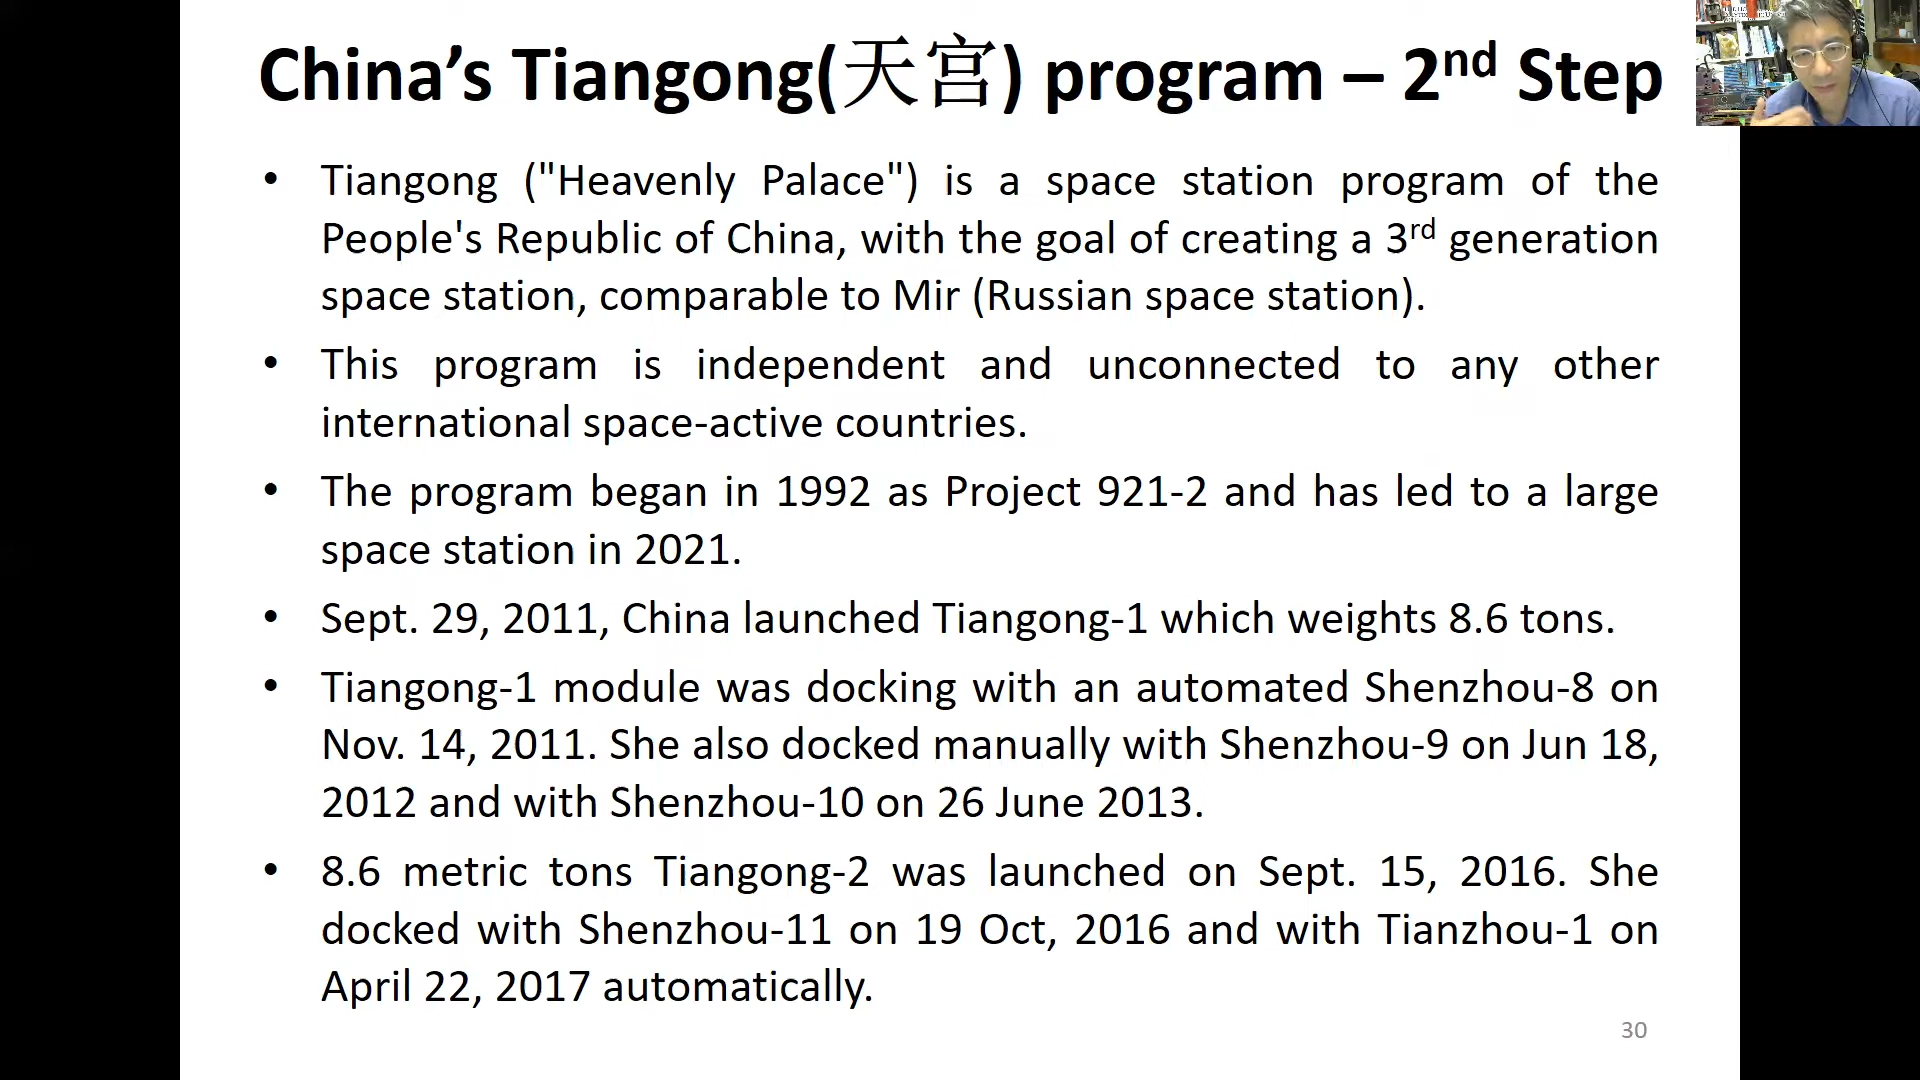 China’s Tiangong(天宫) program – 2nd Step
• Tiangong ("Heavenly Palace") is a space station program of the
People's Republic of China, with the goal of creating a 3rd generation
space station, comparable to Mir (Russian space station).
• This program is independent and unconnected to any other
international space-active countries.
• The program began in 1992 as Project 921-2 and has led to a large
space station in 2021.
• Sept. 29, 2011, China launched Tiangong-1 which weights 8.6 tons.
• Tiangong-1 module was docking with an automated Shenzhou-8 on
Nov. 14, 2011. She also docked manually with Shenzhou-9 on Jun 18,
2012 and with Shenzhou-10 on 26 June 2013.
• 8.6 metric tons Tiangong-2 was launched on Sept. 15, 2016. She
docked with Shenzhou-11 on 19 Oct, 2016 and with Tianzhou-1 on
April 22, 2017 automatically.
30